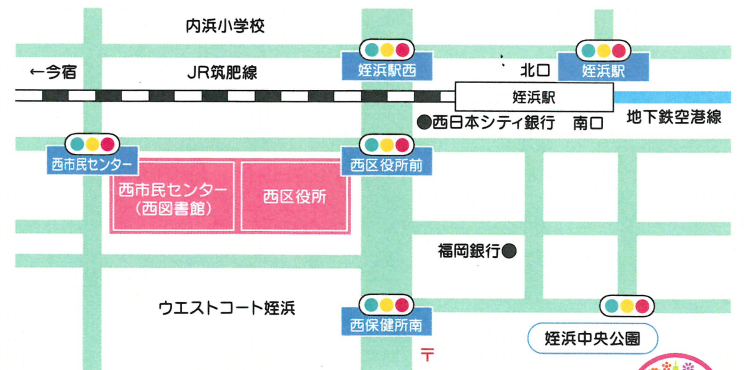 内浜小学校
←今宿
JR筑肥線
姪浜駅西
北口
姪浜駅
姪浜駅
地下鉄空港線
●西日本シティ銀行
南口
西市民センター
西区役所前
西市民センター
(西図書館)
西区役所
福岡銀行●
ウエストコート姪浜
西保健所南
姪浜中央公園
〒